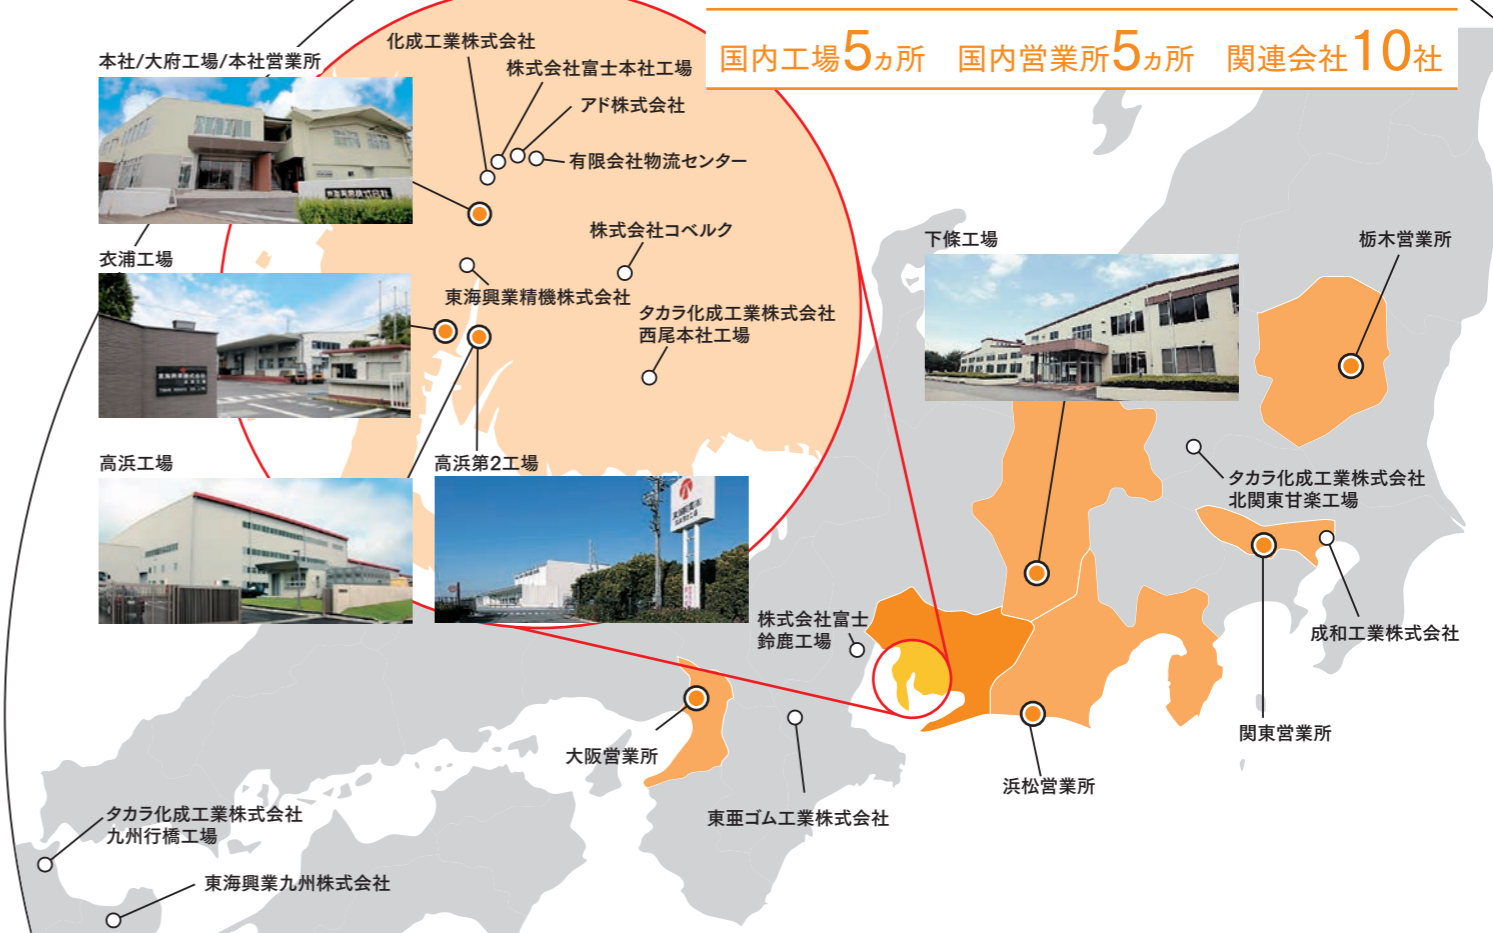 国内工場5ヵ所 国内営業所5ヵ所 関連会社10社
本社/大府工場/本社営業所
化成工業株式会社
株式会社富士本社工場
アド株式会社
有限会社物流センター
衣浦工場
株式会社コベルク
東海興業精機株式会社
タカラ化成工業株式会社
西尾本社工場
下條工場
栃木営業所
高浜工場
高浜第2工場
タカラ化成工業株式会社
北関東甘楽工場
株式会社富士
鈴鹿工場
成和工業株式会社
関東営業所
大阪営業所
浜松営業所
東亜ゴム工業株式会社
タカラ化成工業株式会社
九州行橋工場
東海興業九州株式会社